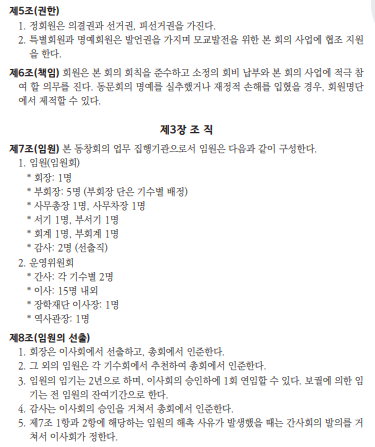 제5조(권한)
1. 정회원은 의결권과 선거권, 피선거권을 가진다.
2. 특별회원과 명예회원은 발언권을 가지며 모교발전을 위한 본 회의 사업에 협조 지원
을 한다.
제6조(책임) 회원은 본 회의 회칙을 준수하고 소정의 회비 납부와 본 회의 사업에 적극 참
여 할 의무를 진다. 동문회의 명예를 실추했거나 재정적 손해를 입혔을 경우, 회원명단
에서 제적할 수 있다.
제3장 조 직
제7조(임원) 본 동창회의 업무 집행기관으로서 임원은 다음과 같이 구성한다.
1. 임원(임원회)
* 회장: 1명
* 부회장: 5명 (부회장 단은 기수별 배정)
* 사무총장 1명, 사무차장 1명
* 서기 1명, 부서기 1명
* 회계 1명, 부회계 1명
* 감사: 2명 (선출직)
2. 운영위원회
* 간사: 각 기수별 2명
* 이사: 15명 내외
* 장학재단 이사장: 1명
* 역사관장: 1명
제8조(임원의 선출)
1. 회장은 이사회에서 선출하고, 총회에서 인준한다.
2. 그 외의 임원은 각 기수회에서 추천하여 총회에서 인준한다.
3. 임원의 임기는 2년으로 하며, 이사회의 승인하에 1회 연임할 수 있다. 보궐에 의한 임
기는 전 임원의 잔여기간으로 한다.
4. 감사는 이사회의 승인을 거쳐서 총회에서 인준한다.
5. 제7조 1항과 2항에 해당하는 임원의 해촉 사유가 발생했을 때는 간사회의 발의를 거
쳐서 이사회가 정한다.